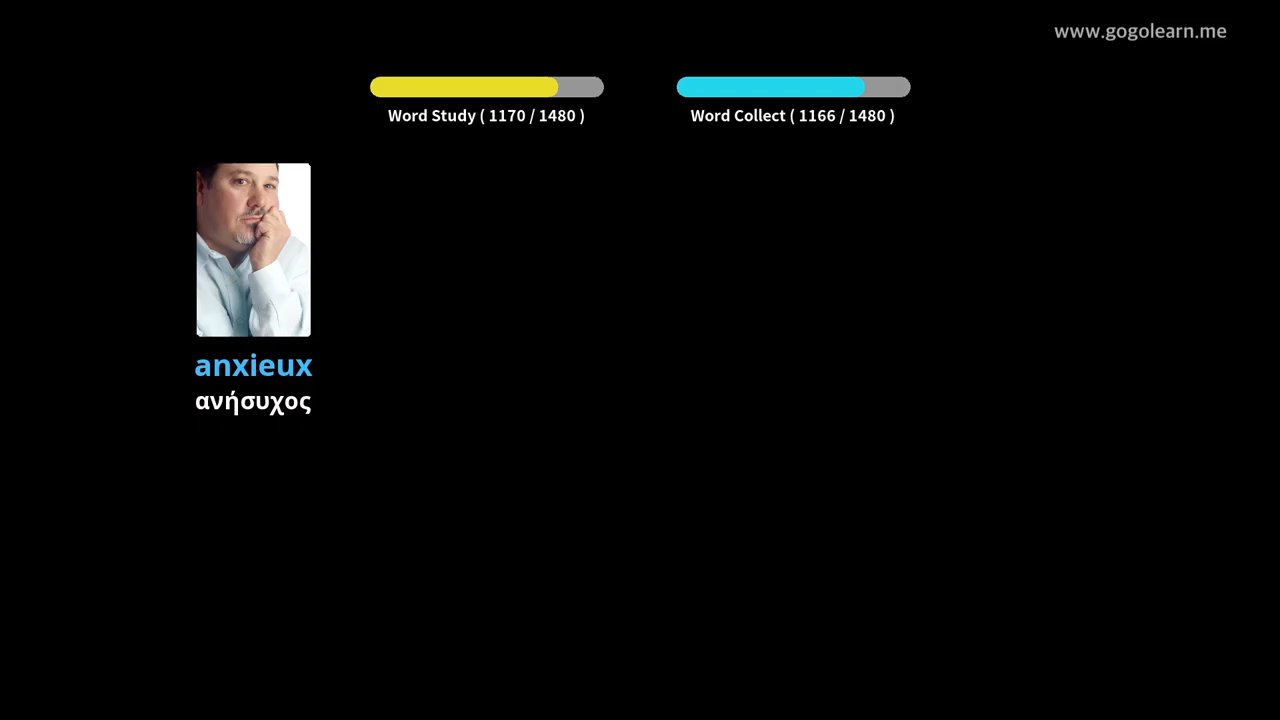 www.gogolearn.me
Word Study ( 1170 / 1480 )
Word Collect ( 1166 / 1480 )
anxieux
ανήσυχος